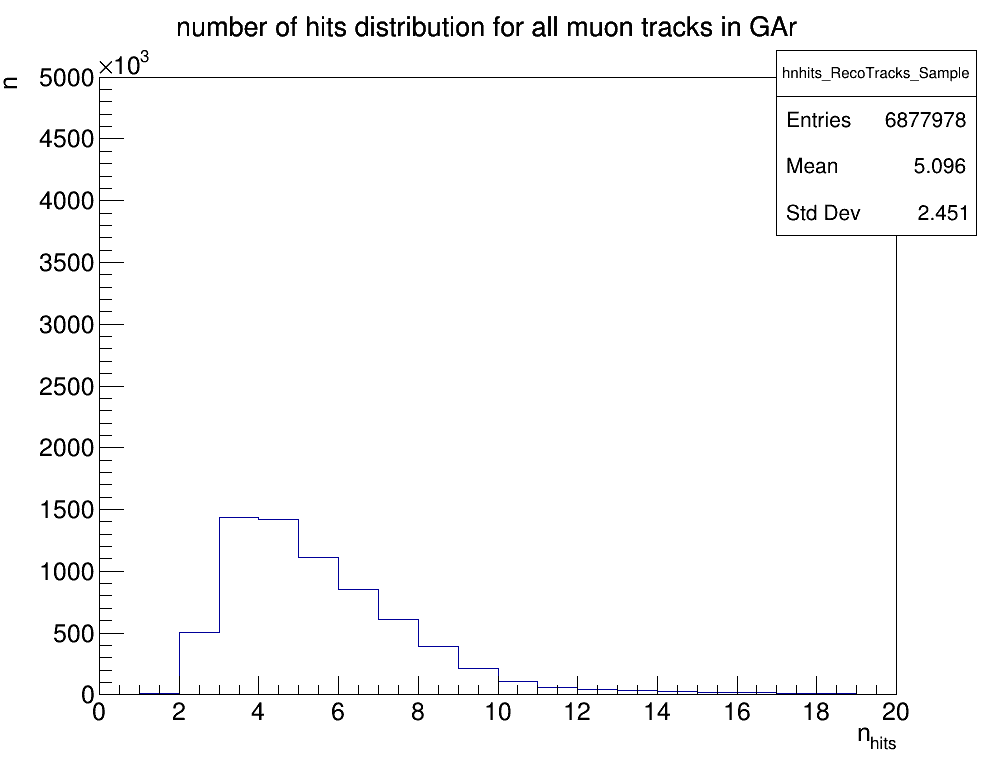 number of hits distribution for all muon tracks in GAr
×10³
n
hnhits_RecoTracks_Sample
Entries 6877978
Mean 5.096
Std Dev 2.451
5000
4500
4000
3500
3000
2500
2000
1500
1000
500
0
0 2 4 6 8 10 12 14 16 18 20
n_hits